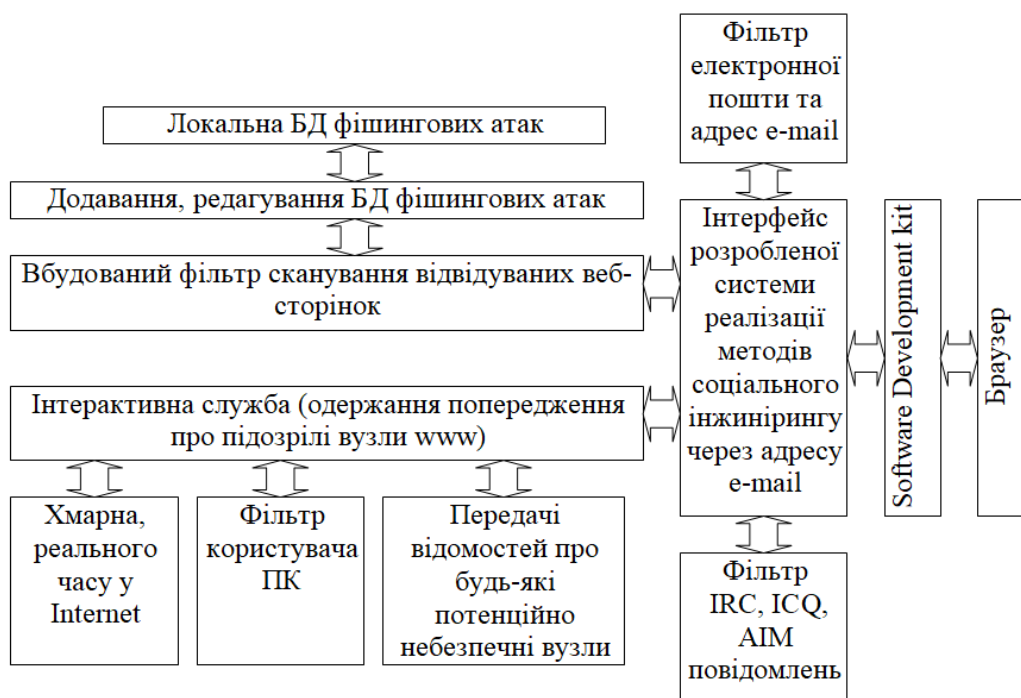 Фільтр
електронної
пошти та
адрес e-mail
Локальна БД фішингових атак
Додавання, редагування БД фішингових атак
Вбудований фільтр сканування відвідуваних веб-
сторінок
Інтерфейс
розробленої
системи
реалізації
методів
соціального
інжинірингу
через адресу
e-mail
Software Development kit
Браузер
Інтерактивна служба (одержання попередження
про підозрілі вузли www)
Хмарна,
реального
часу у
Internet
Фільтр
користувача
ПК
Передачі
відомостей про
будь-які
потенційно
небезпечні вузли
Фільтр
IRC, ICQ,
AIM
повідомлень